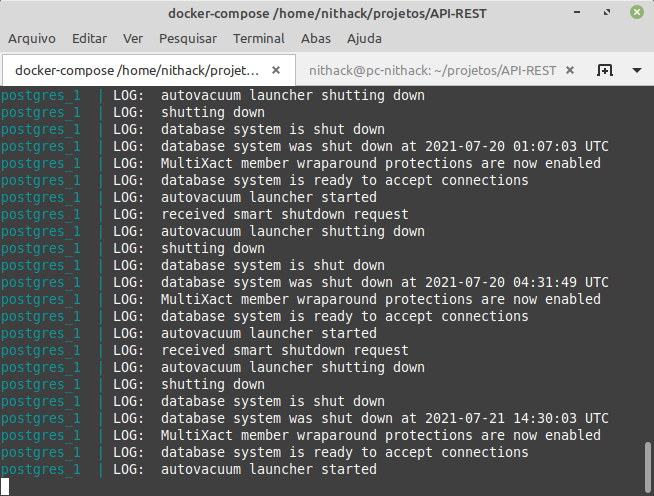 docker-compose /home/nithack/projetos/API-REST
Arquivo Editar Ver Pesquisar Terminal Abas Ajuda
docker-compose /home/nithack/projet... × nithack@pc-nithack: ~/projetos/API-REST ×
postgres_1 | LOG: autovacuum launcher shutting down
postgres_1 | LOG: shutting down
postgres_1 | LOG: database system is shut down
postgres_1 | LOG: database system was shut down at 2021-07-20 01:07:03 UTC
postgres_1 | LOG: MultiXact member wraparound protections are now enabled
postgres_1 | LOG: database system is ready to accept connections
postgres_1 | LOG: autovacuum launcher started
postgres_1 | LOG: received smart shutdown request
postgres_1 | LOG: autovacuum launcher shutting down
postgres_1 | LOG: shutting down
postgres_1 | LOG: database system is shut down
postgres_1 | LOG: database system was shut down at 2021-07-20 04:31:49 UTC
postgres_1 | LOG: MultiXact member wraparound protections are now enabled
postgres_1 | LOG: database system is ready to accept connections
postgres_1 | LOG: autovacuum launcher started
postgres_1 | LOG: received smart shutdown request
postgres_1 | LOG: autovacuum launcher shutting down
postgres_1 | LOG: shutting down
postgres_1 | LOG: database system is shut down
postgres_1 | LOG: database system was shut down at 2021-07-21 14:30:03 UTC
postgres_1 | LOG: MultiXact member wraparound protections are now enabled
postgres_1 | LOG: database system is ready to accept connections
postgres_1 | LOG: autovacuum launcher started